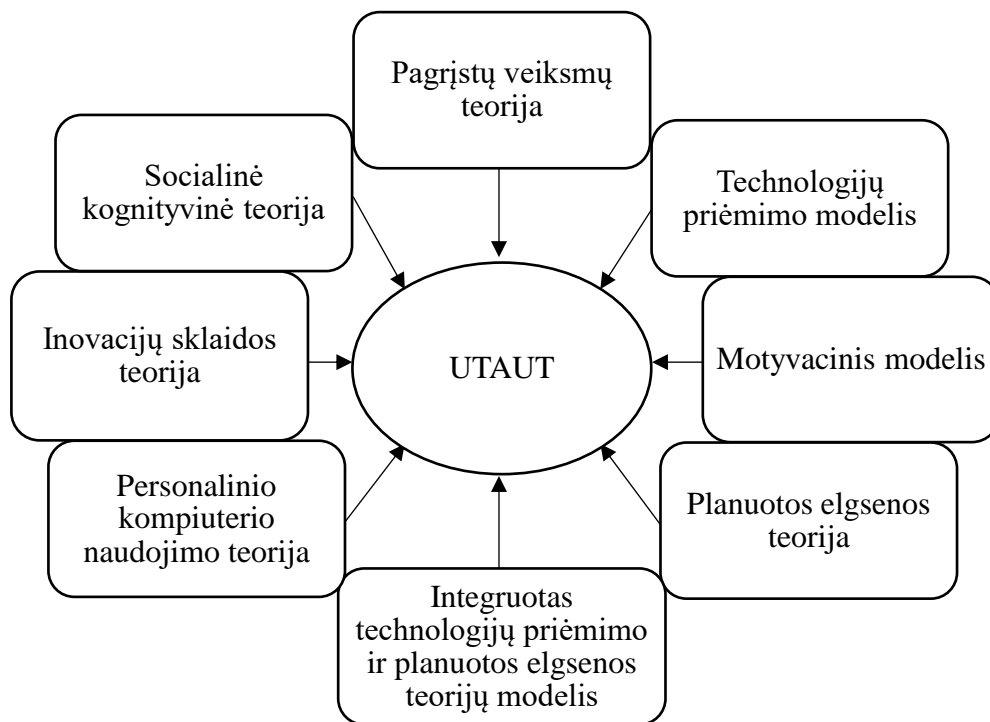 Pagrįstų veiksmų
teorija
Socialinė
kognityvinė teorija
Technologijų
priėmimo modelis
Inovacijų sklaidos
teorija
UTAUT
Motyvacinis modelis
Personalinio
kompiuterio
naudojimo teorija
Planuotos elgsenos
teorija
Integruotas
technologijų priėmimo
ir planuotos elgsenos
teorijų modelis